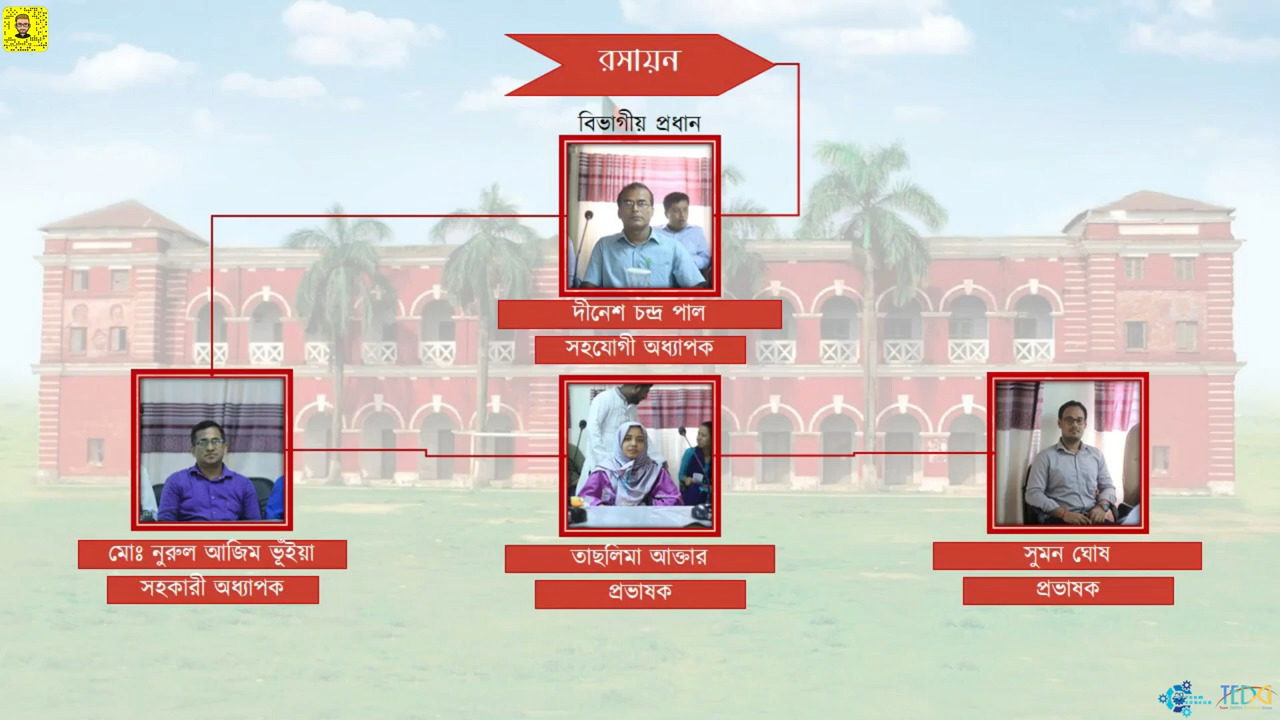 রসায়ন
বিভাগীয় প্রধান
দীনেশ চন্দ্র পাল
সহযোগী অধ্যাপক
মোঃ নুরুল আজিম ভূঁইয়া
সহকারী অধ্যাপক
তাছলিমা আক্তার
প্রভাষক
সুমন ঘোষ
প্রভাষক